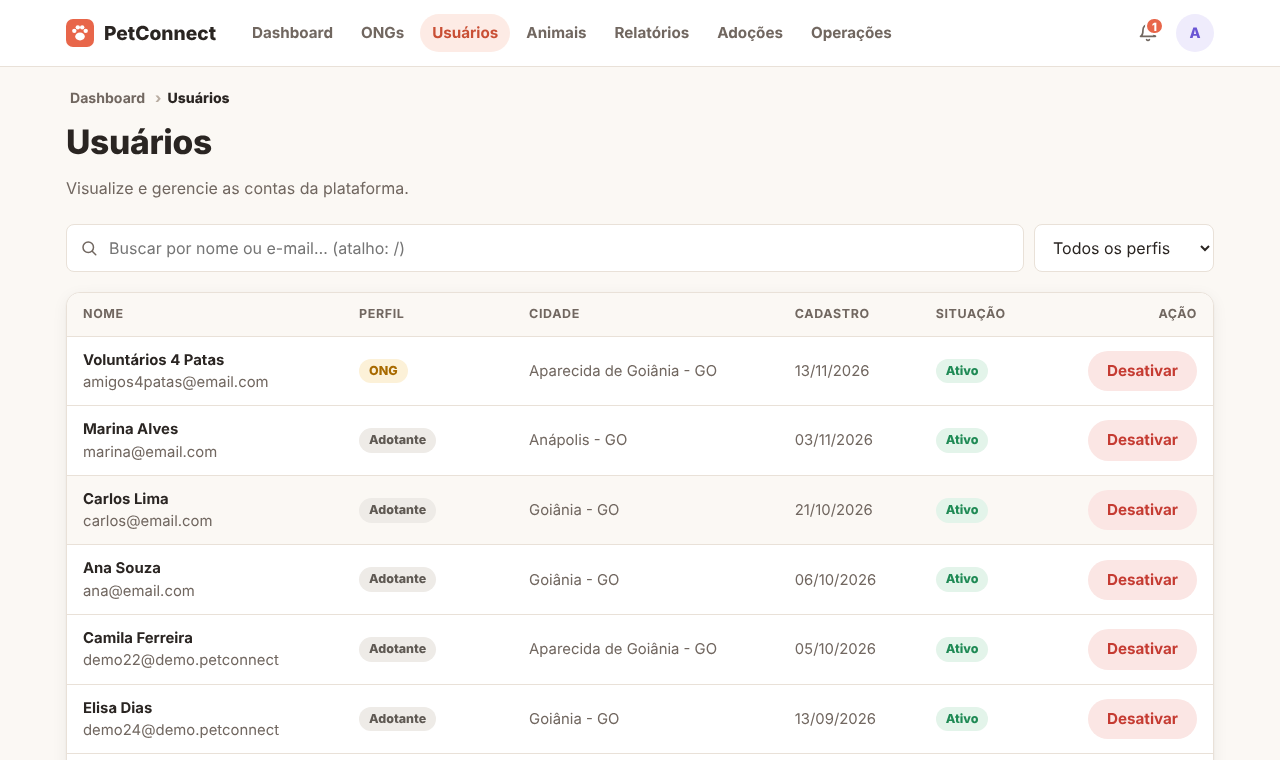 PetConnect Dashboard ONGs Usuários Animais Relatórios Adoções Operações 1 A
Dashboard › Usuários
Usuários
Visualize e gerencie as contas da plataforma.
Buscar por nome ou e-mail... (atalho: /) Todos os perfis
NOME PERFIL CIDADE CADASTRO SITUAÇÃO AÇÃO
Voluntários 4 Patas
amigos4patas@email.com ONG Aparecida de Goiânia - GO 13/11/2026 Ativo Desativar
Marina Alves
marina@email.com Adotante Anápolis - GO 03/11/2026 Ativo Desativar
Carlos Lima
carlos@email.com Adotante Goiânia - GO 21/10/2026 Ativo Desativar
Ana Souza
ana@email.com Adotante Goiânia - GO 06/10/2026 Ativo Desativar
Camila Ferreira
demo22@demo.petconnect Adotante Aparecida de Goiânia - GO 05/10/2026 Ativo Desativar
Elisa Dias
demo24@demo.petconnect Adotante Goiânia - GO 13/09/2026 Ativo Desativar